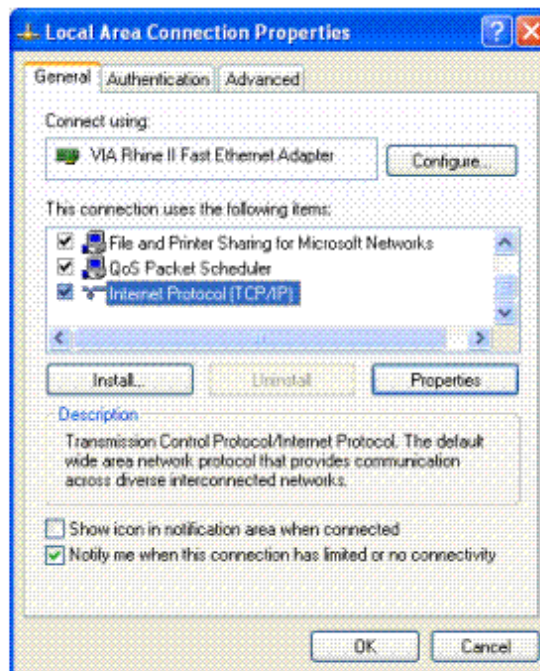 Local Area Connection Properties
General Authentication Advanced
Connect using:
VIA Rhine II Fast Ethernet Adapter
Configure...
This connection uses the following items:
File and Printer Sharing for Microsoft Networks
QoS Packet Scheduler
Internet Protocol (TCP/IP)
Install... Uninstall Properties
Description
Transmission Control Protocol/Internet Protocol. The default
wide area network protocol that provides communication
across diverse interconnected networks.
Show icon in notification area when connected
Notify me when this connection has limited or no connectivity
OK Cancel